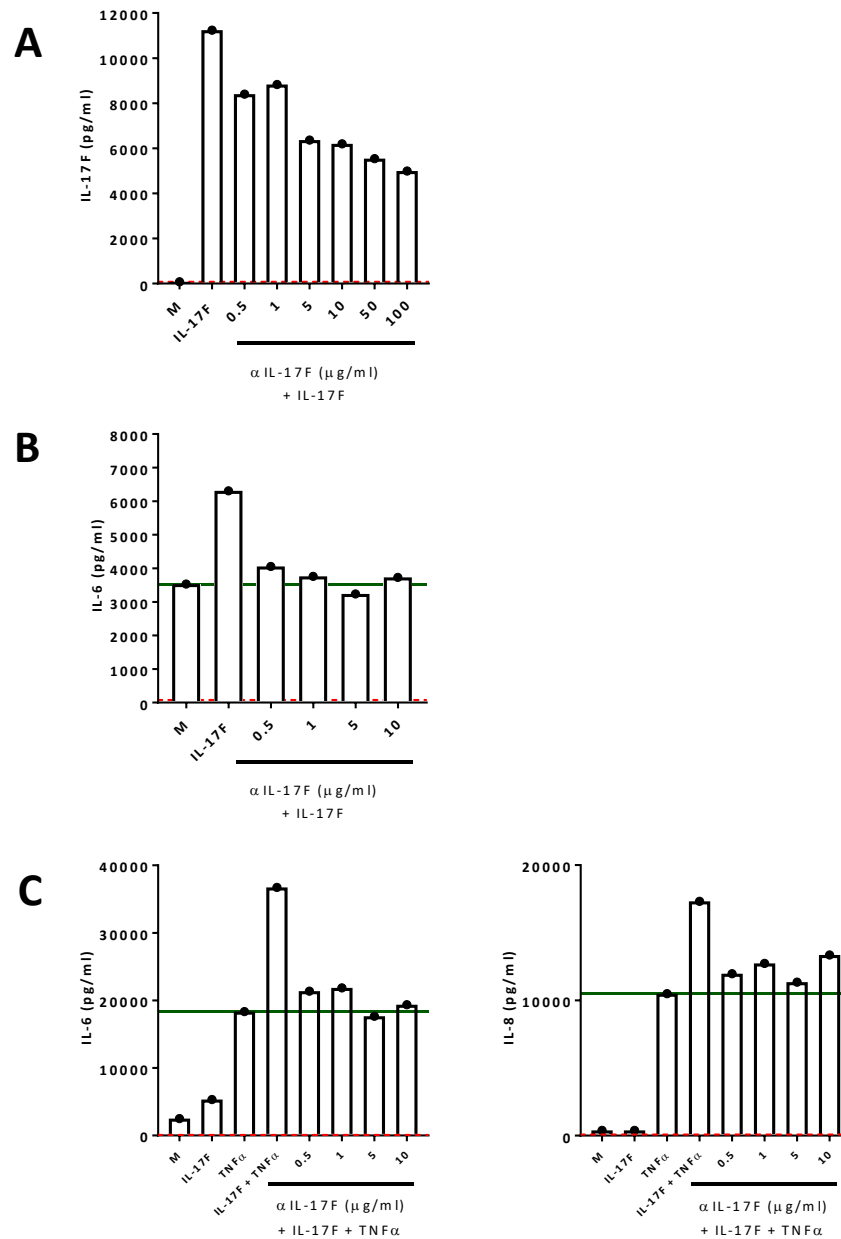 A
IL-17F (pg/ml)
12000
10000
8000
6000
4000
2000
0
M
IL-17F
0.5
1
5
10
50
100
α IL-17F (μg/ml)
+ IL-17F
B
IL-6 (pg/ml)
8000
7000
6000
5000
4000
3000
2000
1000
0
M
IL-17F
0.5
1
5
10
α IL-17F (μg/ml)
+ IL-17F
C
IL-6 (pg/ml)
40000
30000
20000
10000
0
M
IL-17F
TNFα
IL-17F + TNFα
0.5
1
5
10
α IL-17F (μg/ml)
+ IL-17F + TNFα
IL-8 (pg/ml)
20000
10000
0
M
IL-17F
TNFα
IL-17F + TNFα
0.5
1
5
10
α IL-17F (μg/ml)
+ IL-17F + TNFα